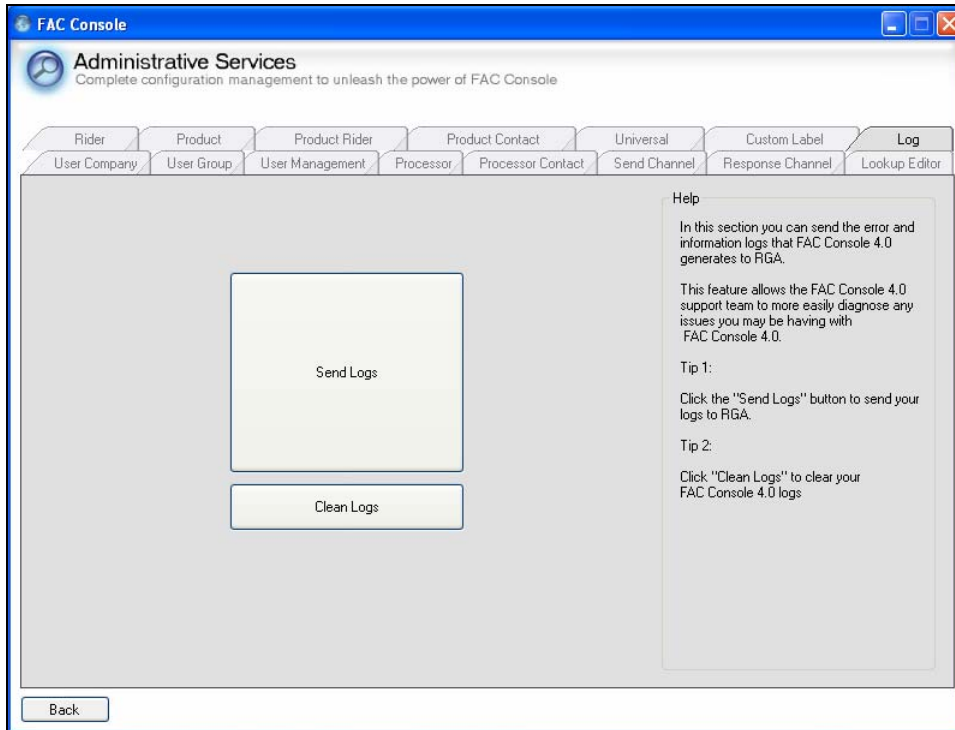 FAC Console
Administrative Services
Complete configuration management to unleash the power of FAC Console
Rider Product Product Rider Product Contact Universal Custom Label Log
User Company User Group User Management Processor Processor Contact Send Channel Response Channel Lookup Editor
Send Logs
Clean Logs
Help
In this section you can send the error and
information logs that FAC Console 4.0
generates to RGA.
This feature allows the FAC Console 4.0
support team to more easily diagnose any
issues you may be having with
FAC Console 4.0.
Tip 1:
Click the "Send Logs" button to send your
logs to RGA.
Tip 2:
Click "Clean Logs" to clear your
FAC Console 4.0 logs
Back